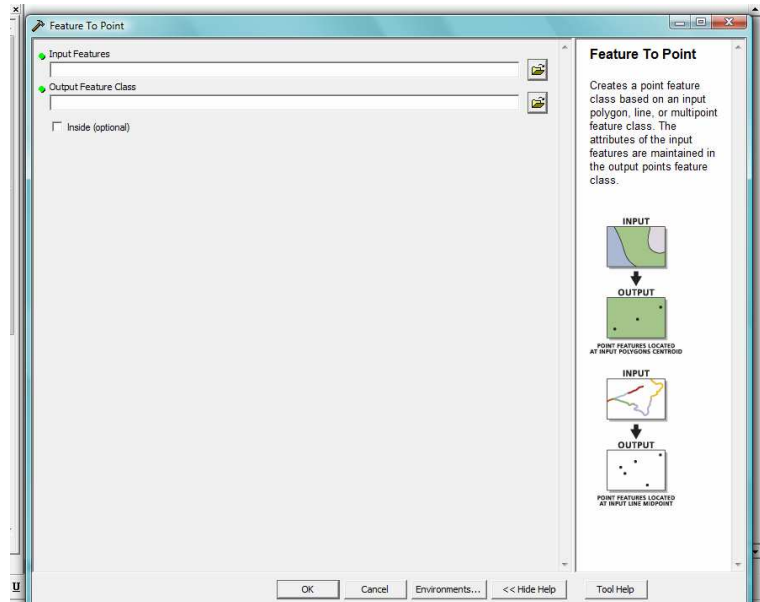 Feature To Point
Input Features
Output Feature Class
Inside (optional)
Feature To Point
Creates a point feature
class based on an input
polygon, line, or multipoint
feature class. The
attributes of the input
features are maintained in
the output points feature
class.
INPUT
OUTPUT
POINT FEATURES LOCATED
AT INPUT POLYGONS CENTROID
INPUT
OUTPUT
POINT FEATURES LOCATED
AT INPUT LINE MIDPOINT
OK
Cancel
Environments...
<< Hide Help
Tool Help
U